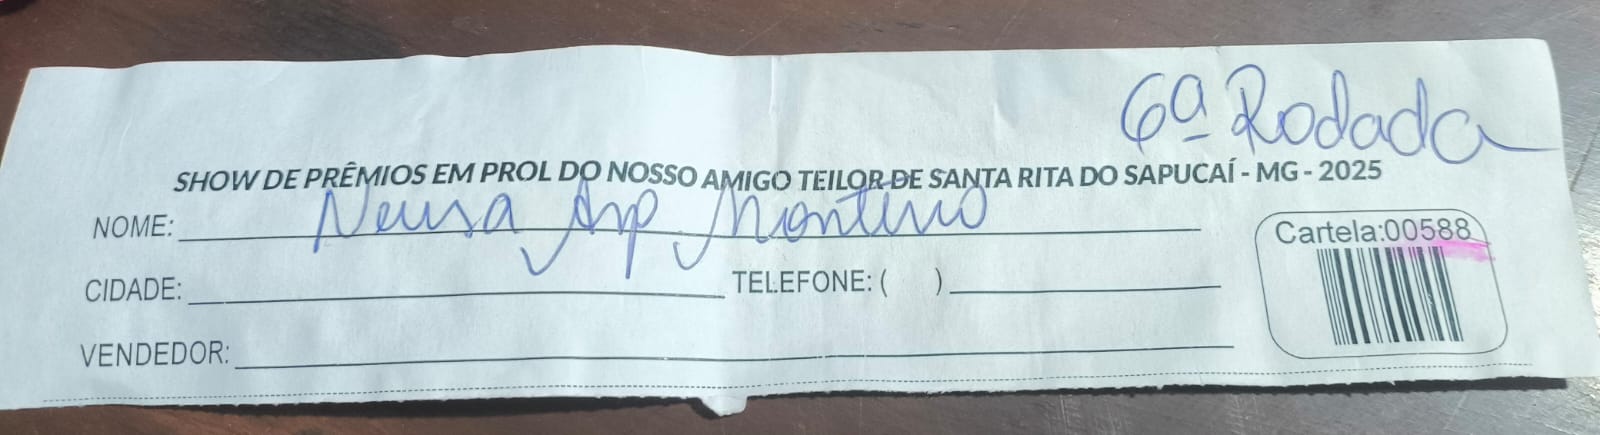 6ª Rodada
SHOW DE PRÊMIOS EM PROL DO NOSSO AMIGO TEILOR DE SANTA RITA DO SAPUCAÍ - MG - 2025
NOME: Neusa Ap Montino
Cartela:00588
CIDADE: TELEFONE: ( )
VENDEDOR: